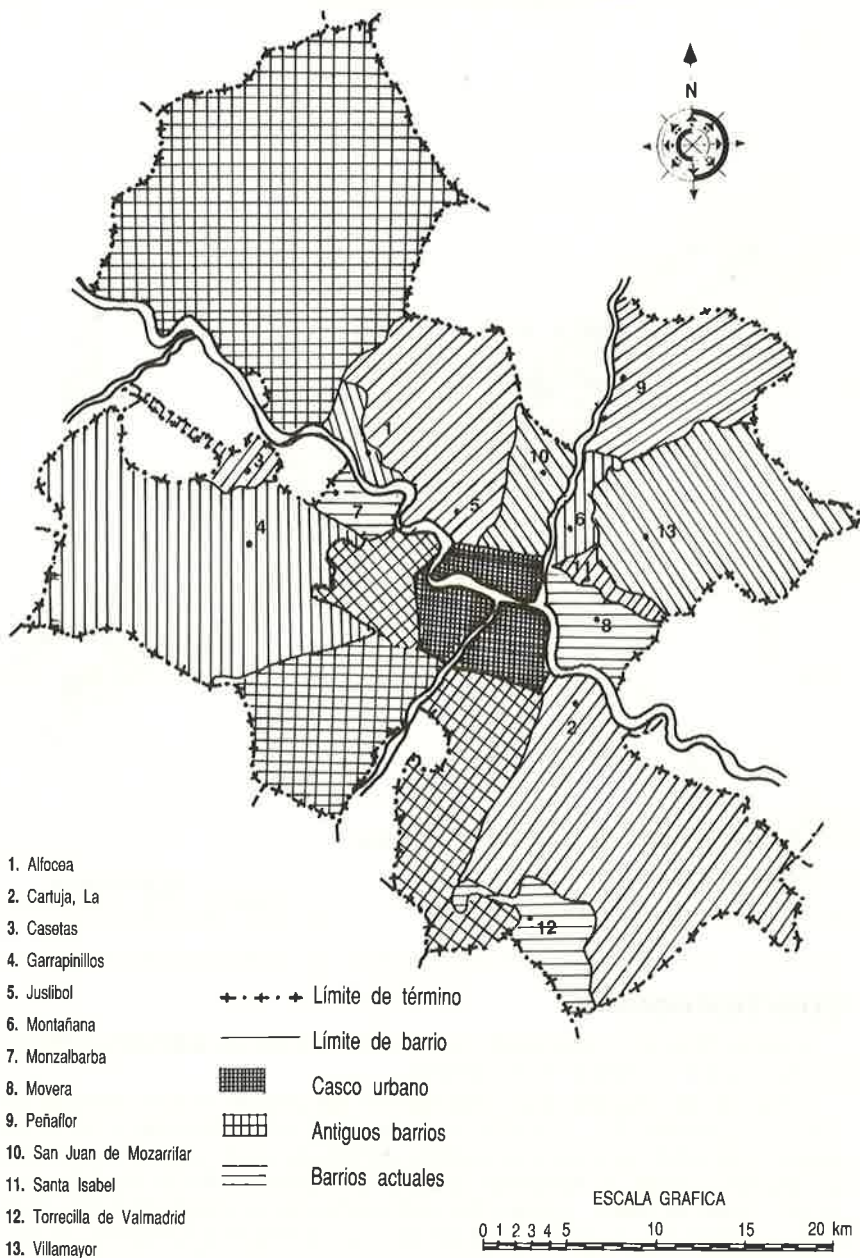 N
1
2
3
4
5
6
7
8
9
10
11
12
13
1. Alfocea
2. Cartuja, La
3. Casetas
4. Garrapinillos
5. Juslibol
6. Montañana
7. Monzalbarba
8. Movera
9. Peñaflor
10. San Juan de Mozarrifar
11. Santa Isabel
12. Torrecilla de Valmadrid
13. Villamayor
Límite de término
Límite de barrio
Casco urbano
Antiguos barrios
Barrios actuales
ESCALA GRAFICA
0 1 2 3 4 5 10 15 20 km